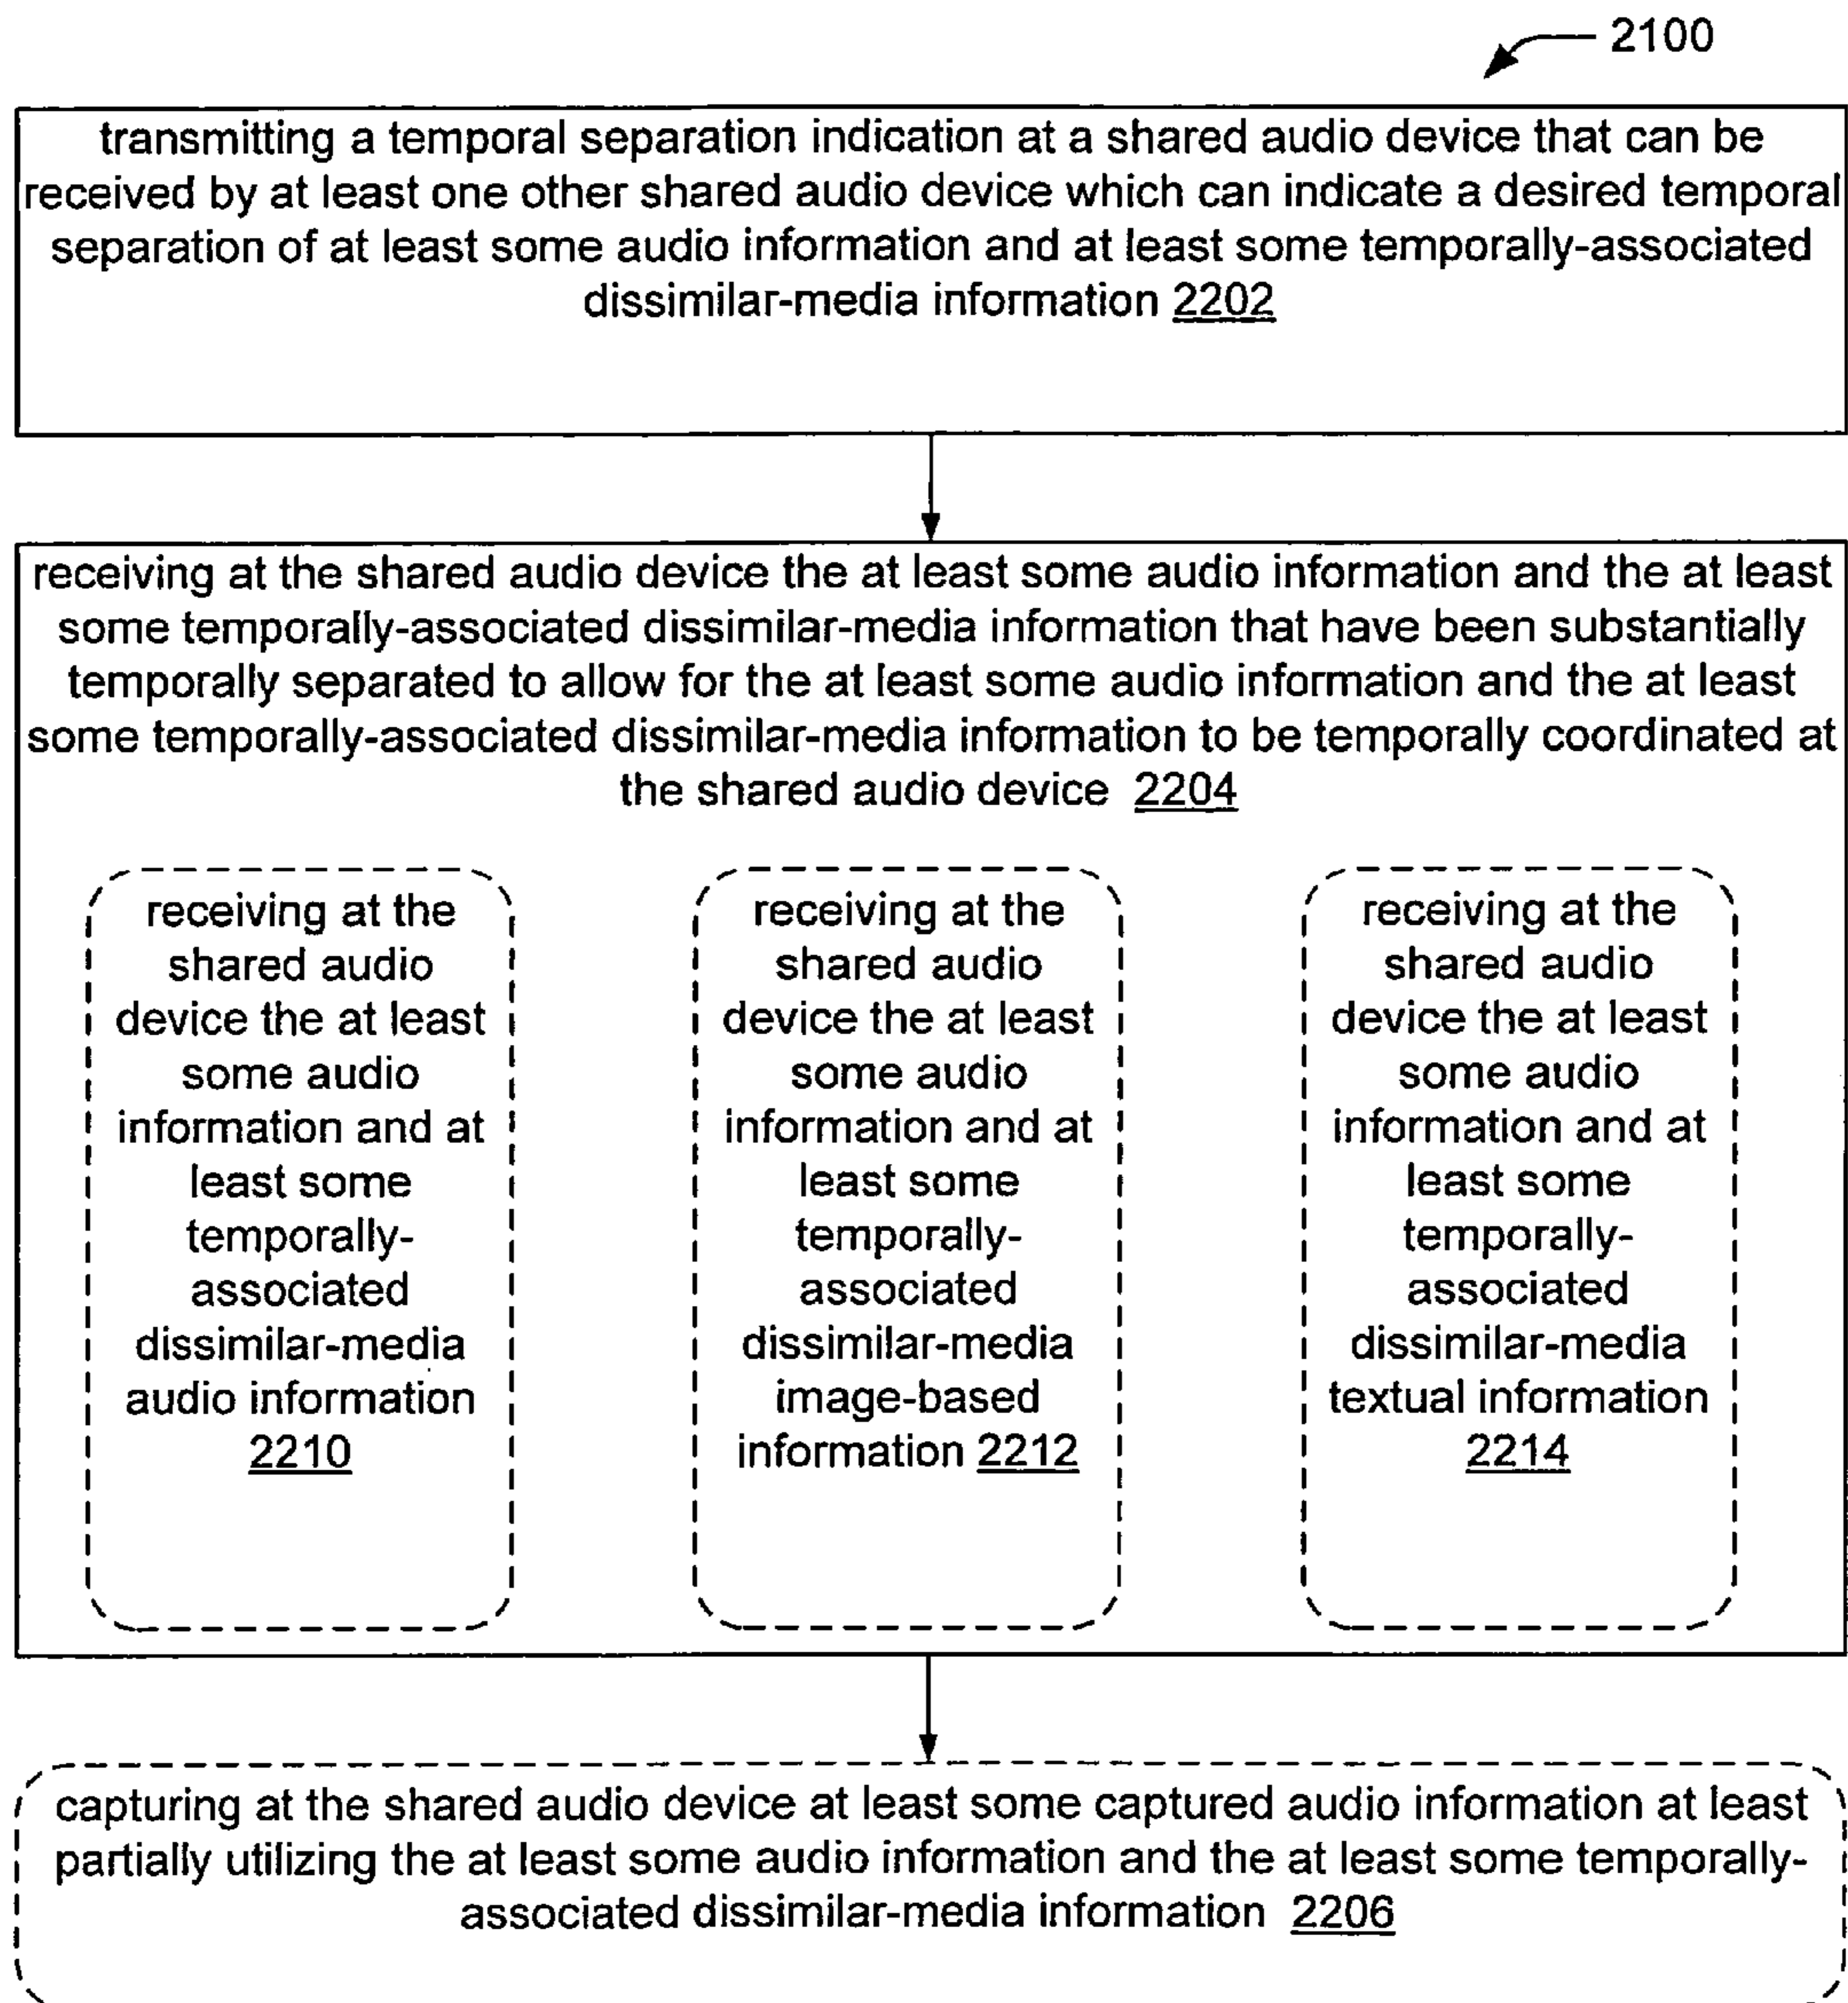 2100
transmitting a temporal separation indication at a shared audio device that can be
received by at least one other shared audio device which can indicate a desired temporal
separation of at least some audio information and at least some temporally-associated
dissimilar-media information 2202
receiving at the shared audio device the at least some audio information and the at least
some temporally-associated dissimilar-media information that have been substantially
temporally separated to allow for the at least some audio information and the at least
some temporally-associated dissimilar-media information to be temporally coordinated at
the shared audio device 2204
receiving at the
shared audio
device the at least
some audio
information and at
least some
temporally-
associated
dissimilar-media
audio information
2210
receiving at the
shared audio
device the at least
some audio
information and at
least some
temporally-
associated
dissimilar-media
image-based
information 2212
receiving at the
shared audio
device the at least
some audio
information and at
least some
temporally-
associated
dissimilar-media
textual information
2214
capturing at the shared audio device at least some captured audio information at least
partially utilizing the at least some audio information and the at least some temporally-
associated dissimilar-media information 2206